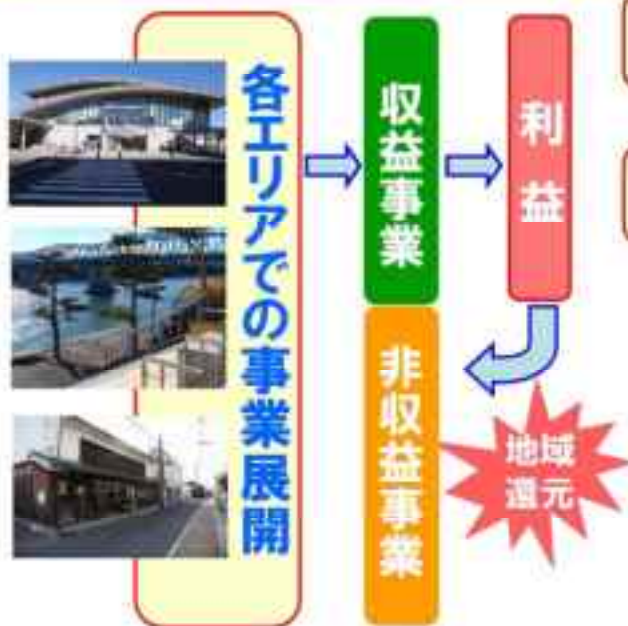 各エリアでの事業展開
収益事業
利益
非収益事業
地域
還元